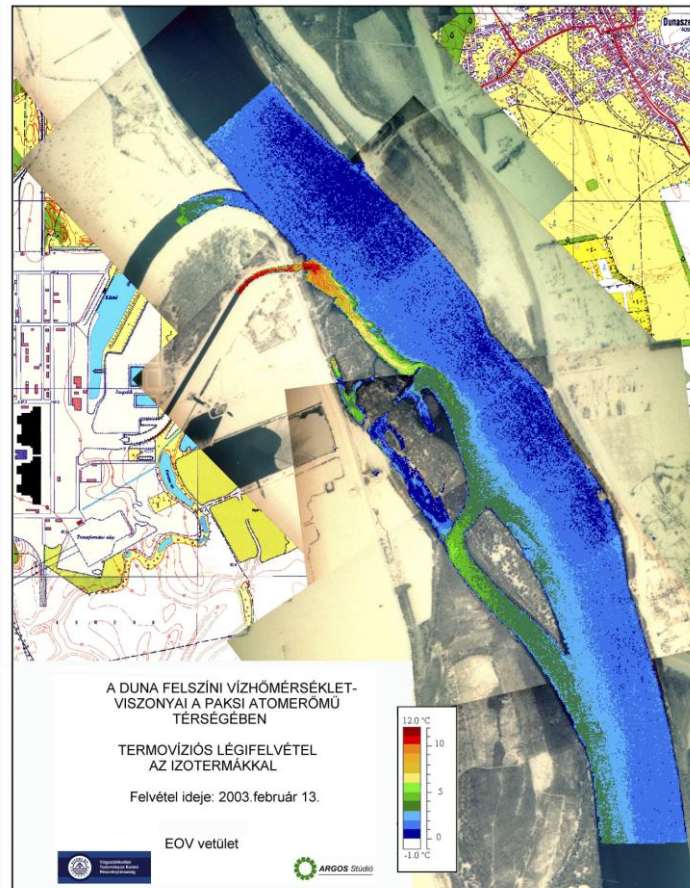 A DUNA FELSZÍNI VÍZHŐMÉRSÉKLET-
VISZONYAI A PAKSI ATOMERŐMŰ
TÉRSÉGÉBEN
TERMOVÍZIÓS LÉGIFELVÉTEL
AZ IZOTERMÁKKAL
Felvétel ideje: 2003.február 13.
EOV vetület
ARGOS Stúdió
12.0 °C
10
5
0
-1.0 °C